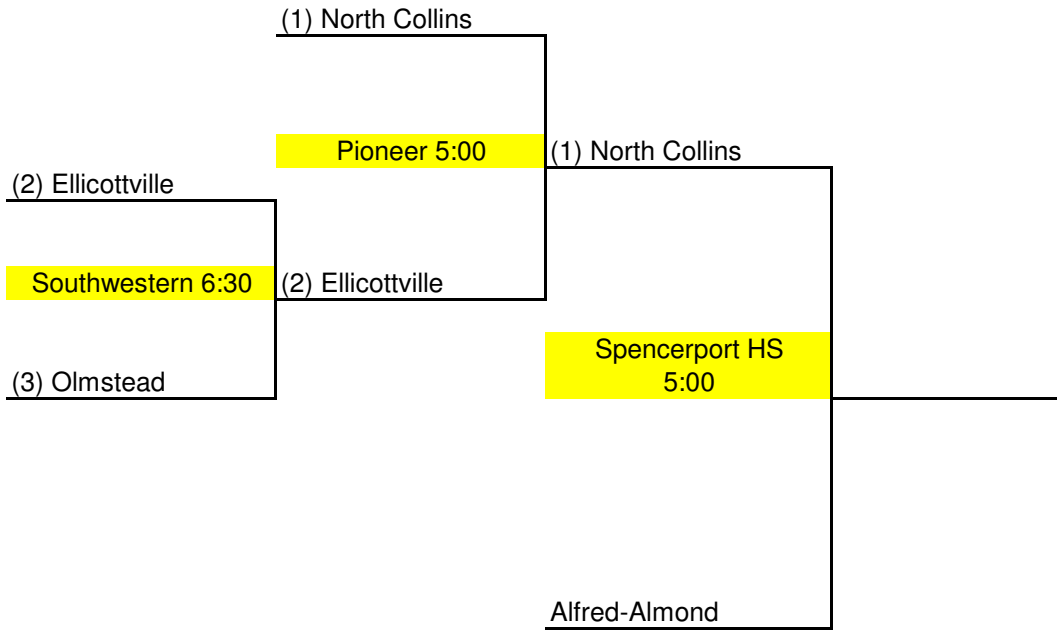 (1) North Collins
Pioneer 5:00
(1) North Collins
(2) Ellicottville
Southwestern 6:30
(2) Ellicottville
Spencerport HS
5:00
(3) Olmstead
Alfred-Almond